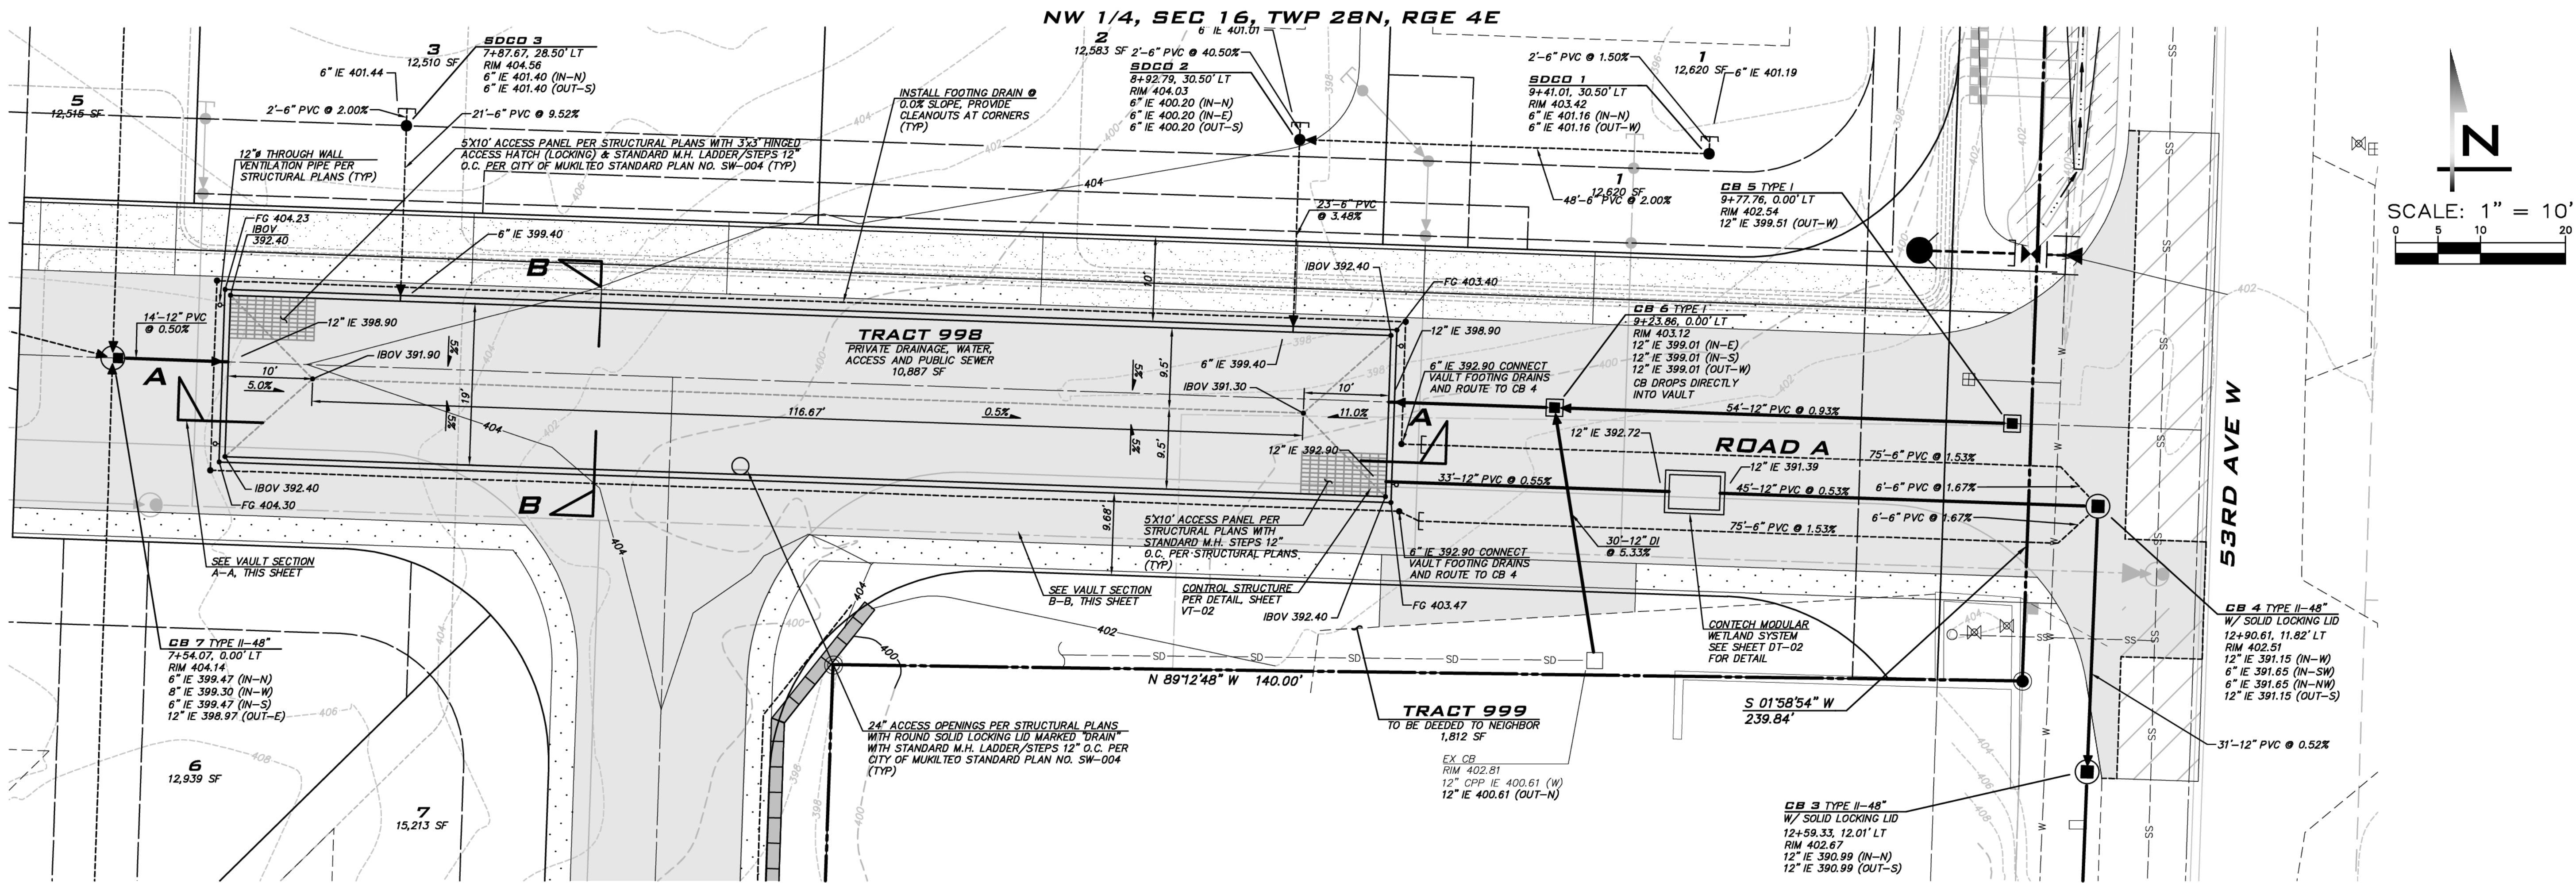 NW 1/4, SEC 16, TWP 28N, RGE 4E
3
12,510 SF
SDCO 3
7+87.67, 28.50' LT
RIM 404.56
6" IE 401.40 (IN-N)
6" IE 401.40 (OUT-S)
6" IE 401.44
2'-6" PVC @ 2.00%
21'-6" PVC @ 9.52%
5
12,515 SF
12"ø THROUGH WALL
VENTILATION PIPE PER
STRUCTURAL PLANS (TYP)
5'X10' ACCESS PANEL PER STRUCTURAL PLANS WITH 3'x3' HINGED
ACCESS HATCH (LOCKING) & STANDARD M.H. LADDER/STEPS 12"
O.C. PER CITY OF MUKILTEO STANDARD PLAN NO. SW-004 (TYP)
INSTALL FOOTING DRAIN @
0.0% SLOPE, PROVIDE
CLEANOUTS AT CORNERS
(TYP)
2
12,583 SF
6" IE 401.01
2'-6" PVC @ 40.50%
SDCO 2
8+92.79, 30.50' LT
RIM 404.03
6" IE 400.20 (IN-N)
6" IE 400.20 (IN-E)
6" IE 400.20 (OUT-S)
2'-6" PVC @ 1.50%
SDCO 1
9+41.01, 30.50' LT
RIM 403.42
6" IE 401.16 (IN-N)
6" IE 401.16 (OUT-W)
1
12,620 SF
6" IE 401.19
1
12,620 SF
48'-6" PVC @ 2.00%
23'-6" PVC
@ 3.48%
CB 5 TYPE I
9+77.76, 0.00' LT
RIM 402.54
12" IE 399.51 (OUT-W)
N
SCALE: 1" = 10'
0 5 10 20
FG 404.23
IBOV
392.40
6" IE 399.40
B
10'
IBOV 392.40
FG 403.40
14'-12" PVC
@ 0.50%
12" IE 398.90
IBOV 391.90
10'
5.0%
5%
TRACT 998
PRIVATE DRAINAGE, WATER,
ACCESS AND PUBLIC SEWER
10,887 SF
5%
9.5'
6" IE 399.40
IBOV 391.30
10'
12" IE 398.90
6" IE 392.90 CONNECT
VAULT FOOTING DRAINS
AND ROUTE TO CB 4
CB 6 TYPE I
9+23.86, 0.00' LT
RIM 403.12
12" IE 399.01 (IN-E)
12" IE 399.01 (IN-S)
12" IE 399.01 (OUT-W)
CB DROPS DIRECTLY
INTO VAULT
A
19'
5%
116.67'
0.5%
11.0%
5%
9.5'
A
54'-12" PVC @ 0.93%
53RD AVE W
12" IE 392.90
12" IE 392.72
ROAD A
12" IE 391.39
75'-6" PVC @ 1.53%
33'-12" PVC @ 0.55%
45'-12" PVC @ 0.53%
6'-6" PVC @ 1.67%
6'-6" PVC @ 1.67%
75'-6" PVC @ 1.53%
IBOV 392.40
FG 404.30
B
9.68'
5'X10' ACCESS PANEL PER
STRUCTURAL PLANS WITH
STANDARD M.H. STEPS 12"
O.C. PER STRUCTURAL PLANS,
(TYP)
30'-12" DI
@ 5.33%
6" IE 392.90 CONNECT
VAULT FOOTING DRAINS
AND ROUTE TO CB 4
SEE VAULT SECTION
A-A, THIS SHEET
SEE VAULT SECTION
B-B, THIS SHEET
CONTROL STRUCTURE
PER DETAIL, SHEET
VT-02
IBOV 392.40
FG 403.47
CONTECH MODULAR
WETLAND SYSTEM
SEE SHEET DT-02
FOR DETAIL
CB 4 TYPE II-48"
W/ SOLID LOCKING LID
12+90.61, 11.82' LT
RIM 402.51
12" IE 391.15 (IN-W)
6" IE 391.65 (IN-SW)
6" IE 391.65 (IN-NW)
12" IE 391.15 (OUT-S)
CB 7 TYPE II-48"
7+54.07, 0.00' LT
RIM 404.14
6" IE 399.47 (IN-N)
8" IE 399.30 (IN-W)
6" IE 399.47 (IN-S)
12" IE 398.97 (OUT-E)
N 89°12'48" W 140.00'
S 01°58'54" W
239.84'
24" ACCESS OPENINGS PER STRUCTURAL PLANS
WITH ROUND SOLID LOCKING LID MARKED "DRAIN"
WITH STANDARD M.H. LADDER/STEPS 12" O.C. PER
CITY OF MUKILTEO STANDARD PLAN NO. SW-004
(TYP)
TRACT 999
TO BE DEEDED TO NEIGHBOR
1,812 SF
31'-12" PVC @ 0.52%
EX CB
RIM 402.81
12" CPP IE 400.61 (W)
12" IE 400.61 (OUT-N)
6
12,939 SF
7
15,213 SF
CB 3 TYPE II-48"
W/ SOLID LOCKING LID
12+59.33, 12.01' LT
RIM 402.67
12" IE 390.99 (IN-N)
12" IE 390.99 (OUT-S)